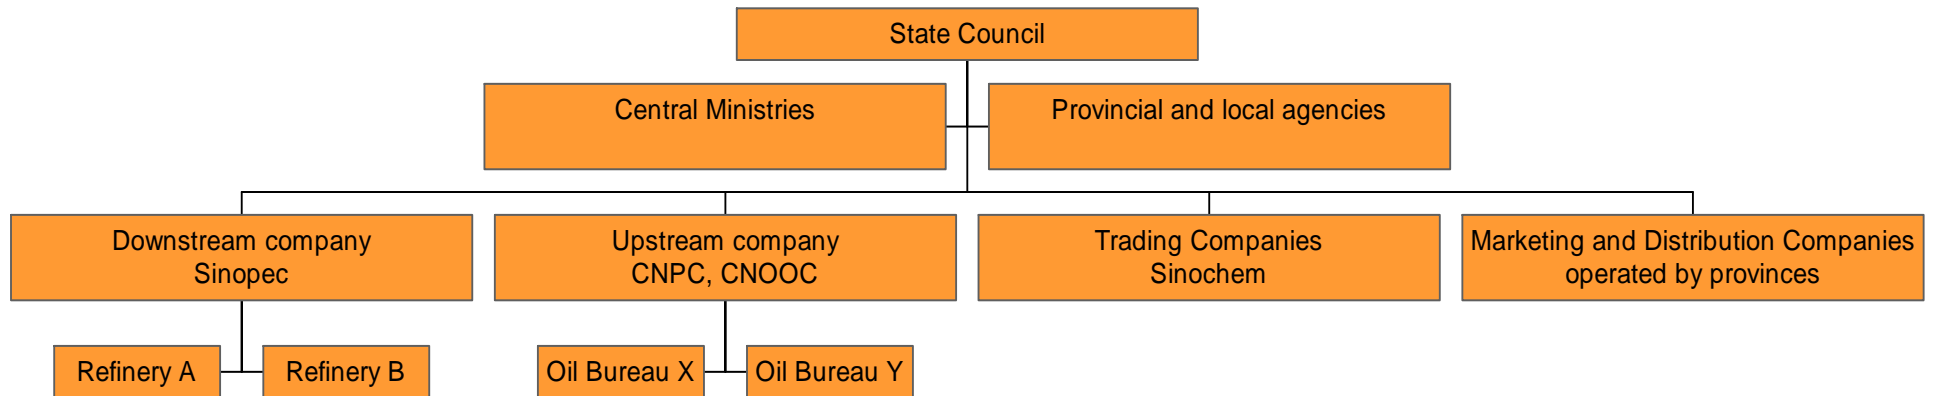 State Council
Central Ministries
Provincial and local agencies
Downstream company
Sinopec
Upstream company
CNPC, CNOOC
Trading Companies
Sinochem
Marketing and Distribution Companies
operated by provinces
Refinery A
Refinery B
Oil Bureau X
Oil Bureau Y